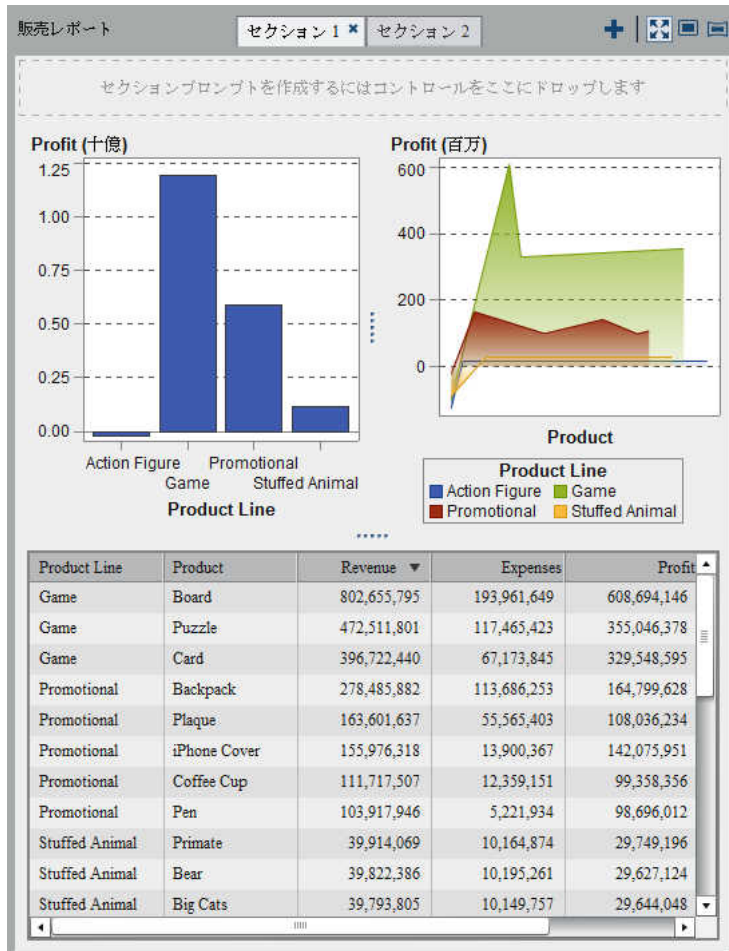 販売レポート
セクション 1 セクション 2
セクションプロンプトを作成するにはコントロールをここにドロップします
Profit (十億)
1.25
1.00
0.75
0.50
0.25
0.00
Action Figure Promotional
Game Stuffed Animal
Product Line
Profit (百万)
600
400
200
0
Product
Product Line
Action Figure Game
Promotional Stuffed Animal
Product Line Product Revenue Expenses Profit
Game Board 802,655,795 193,961,649 608,694,146
Game Puzzle 472,511,801 117,465,423 355,046,378
Game Card 396,722,440 67,173,845 329,548,595
Promotional Backpack 278,485,882 113,686,253 164,799,628
Promotional Plaque 163,601,637 55,565,403 108,036,234
Promotional iPhone Cover 155,976,318 13,900,367 142,075,951
Promotional Coffee Cup 111,717,507 12,359,151 99,358,356
Promotional Pen 103,917,946 5,221,934 98,696,012
Stuffed Animal Primate 39,914,069 10,164,874 29,749,196
Stuffed Animal Bear 39,822,386 10,195,261 29,627,124
Stuffed Animal Big Cats 39,793,805 10,149,757 29,644,048